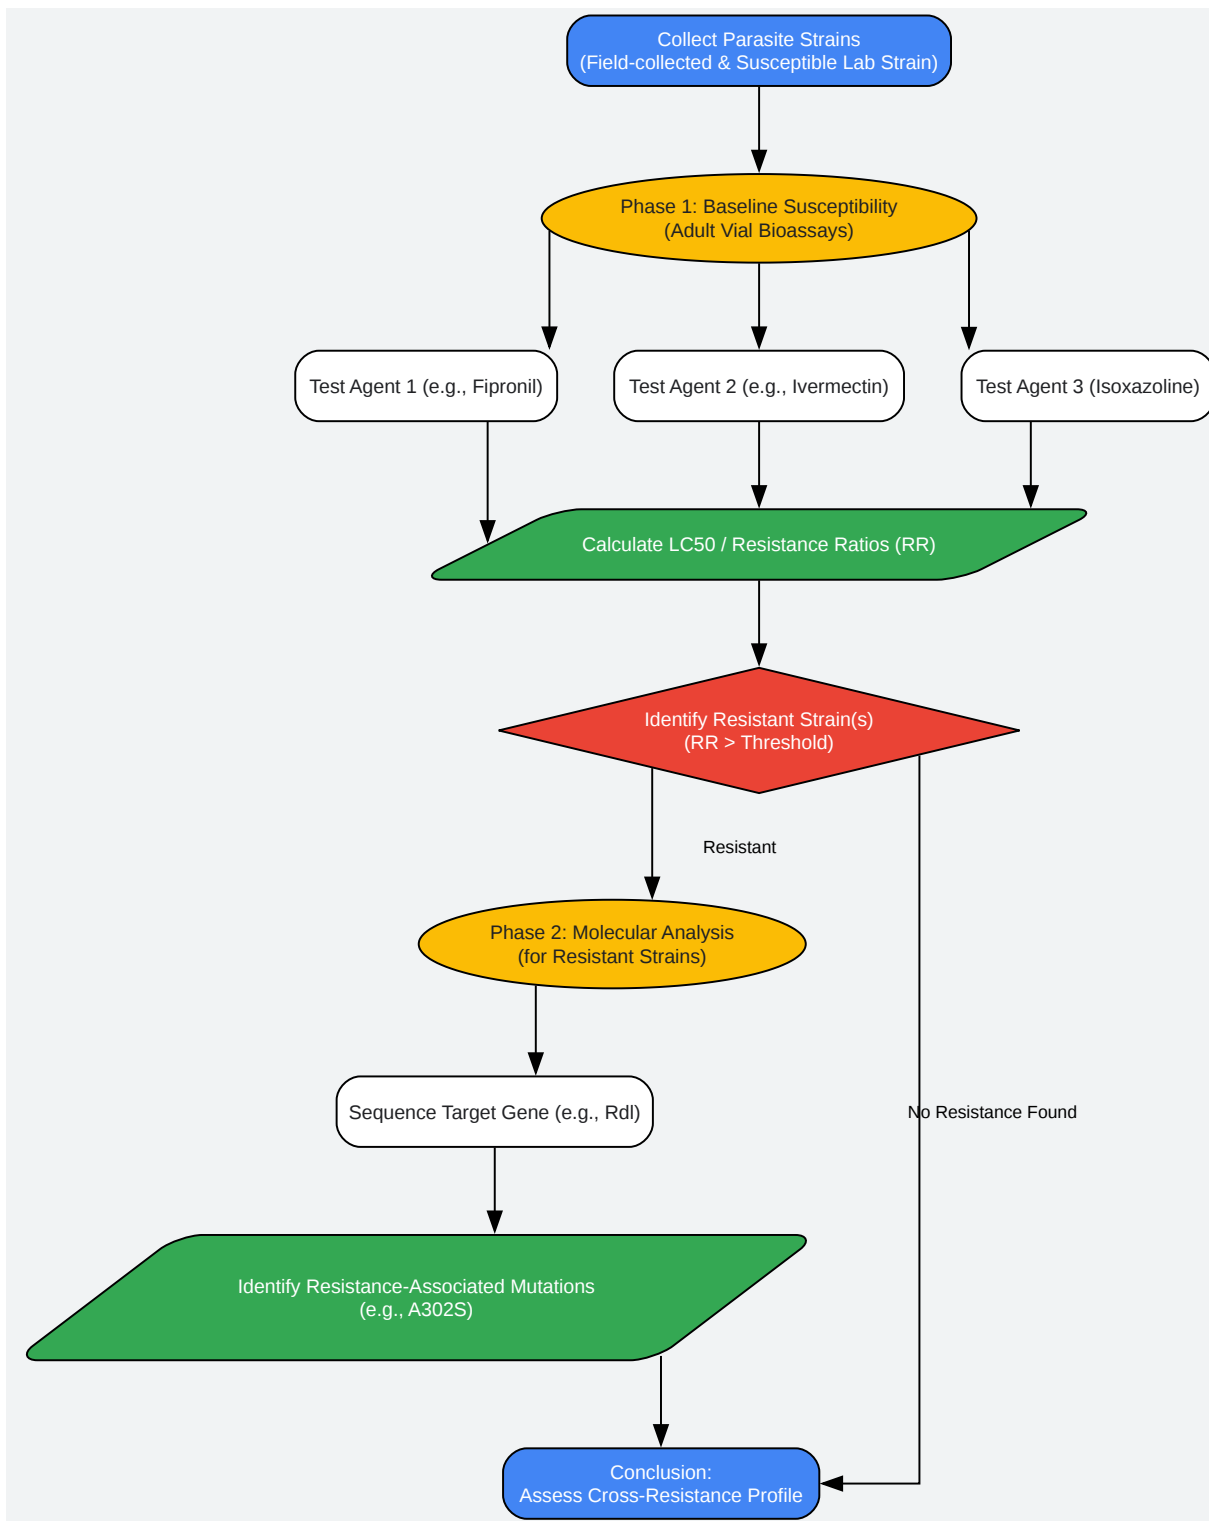 Collect Parasite Strains
(Field-collected & Susceptible Lab Strain)
Phase 1: Baseline Susceptibility
(Adult Vial Bioassays)
Test Agent 1 (e.g., Fipronil)
Test Agent 2 (e.g., Ivermectin)
Test Agent 3 (Isoxazoline)
Calculate LC50 / Resistance Ratios (RR)
Identify Resistant Strain(s)
(RR > Threshold)
Resistant
Phase 2: Molecular Analysis
(for Resistant Strains)
Sequence Target Gene (e.g., Rdl)
No Resistance Found
Identify Resistance-Associated Mutations
(e.g., A302S)
Conclusion:
Assess Cross-Resistance Profile